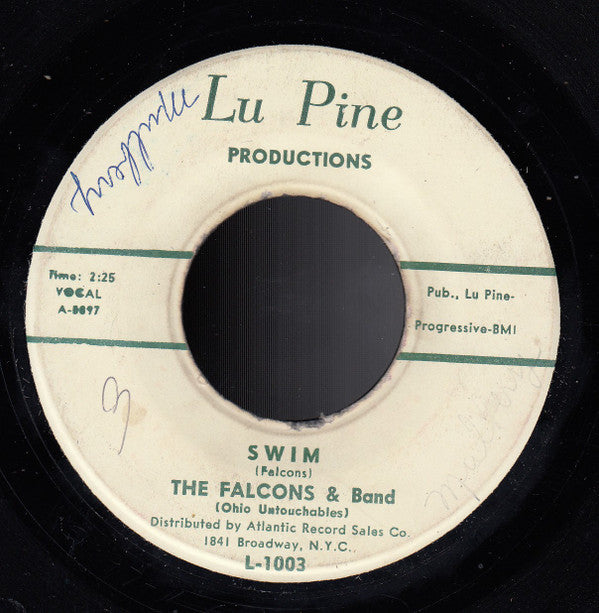 Lu Pine
PRODUCTIONS
Time: 2:25
VOCAL
Pub., Lu Pine-
Progressive-BMI
SWIM
(Falcons)
THE FALCONS & Band
(Ohio Untouchables)
Distributed by Atlantic Record Sales Co.
1841 Broadway, N.Y.C.
L-1003